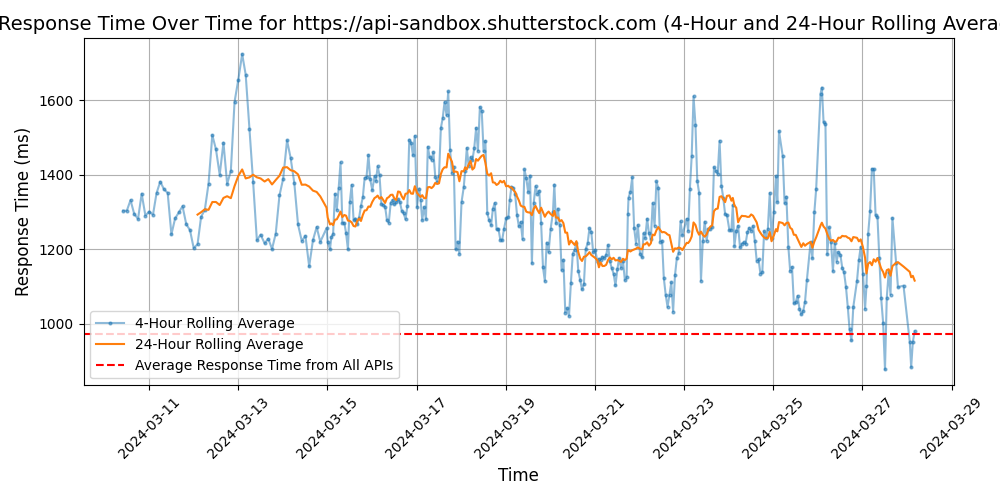 Response Time Over Time for https://api-sandbox.shutterstock.com (4-Hour and 24-Hour Rolling Avera
Response Time (ms)
1600
1400
1200
1000
4-Hour Rolling Average
24-Hour Rolling Average
Average Response Time from All APIs
2024-03-11
2024-03-13
2024-03-15
2024-03-17
2024-03-19
2024-03-21
2024-03-23
2024-03-25
2024-03-27
2024-03-29
Time